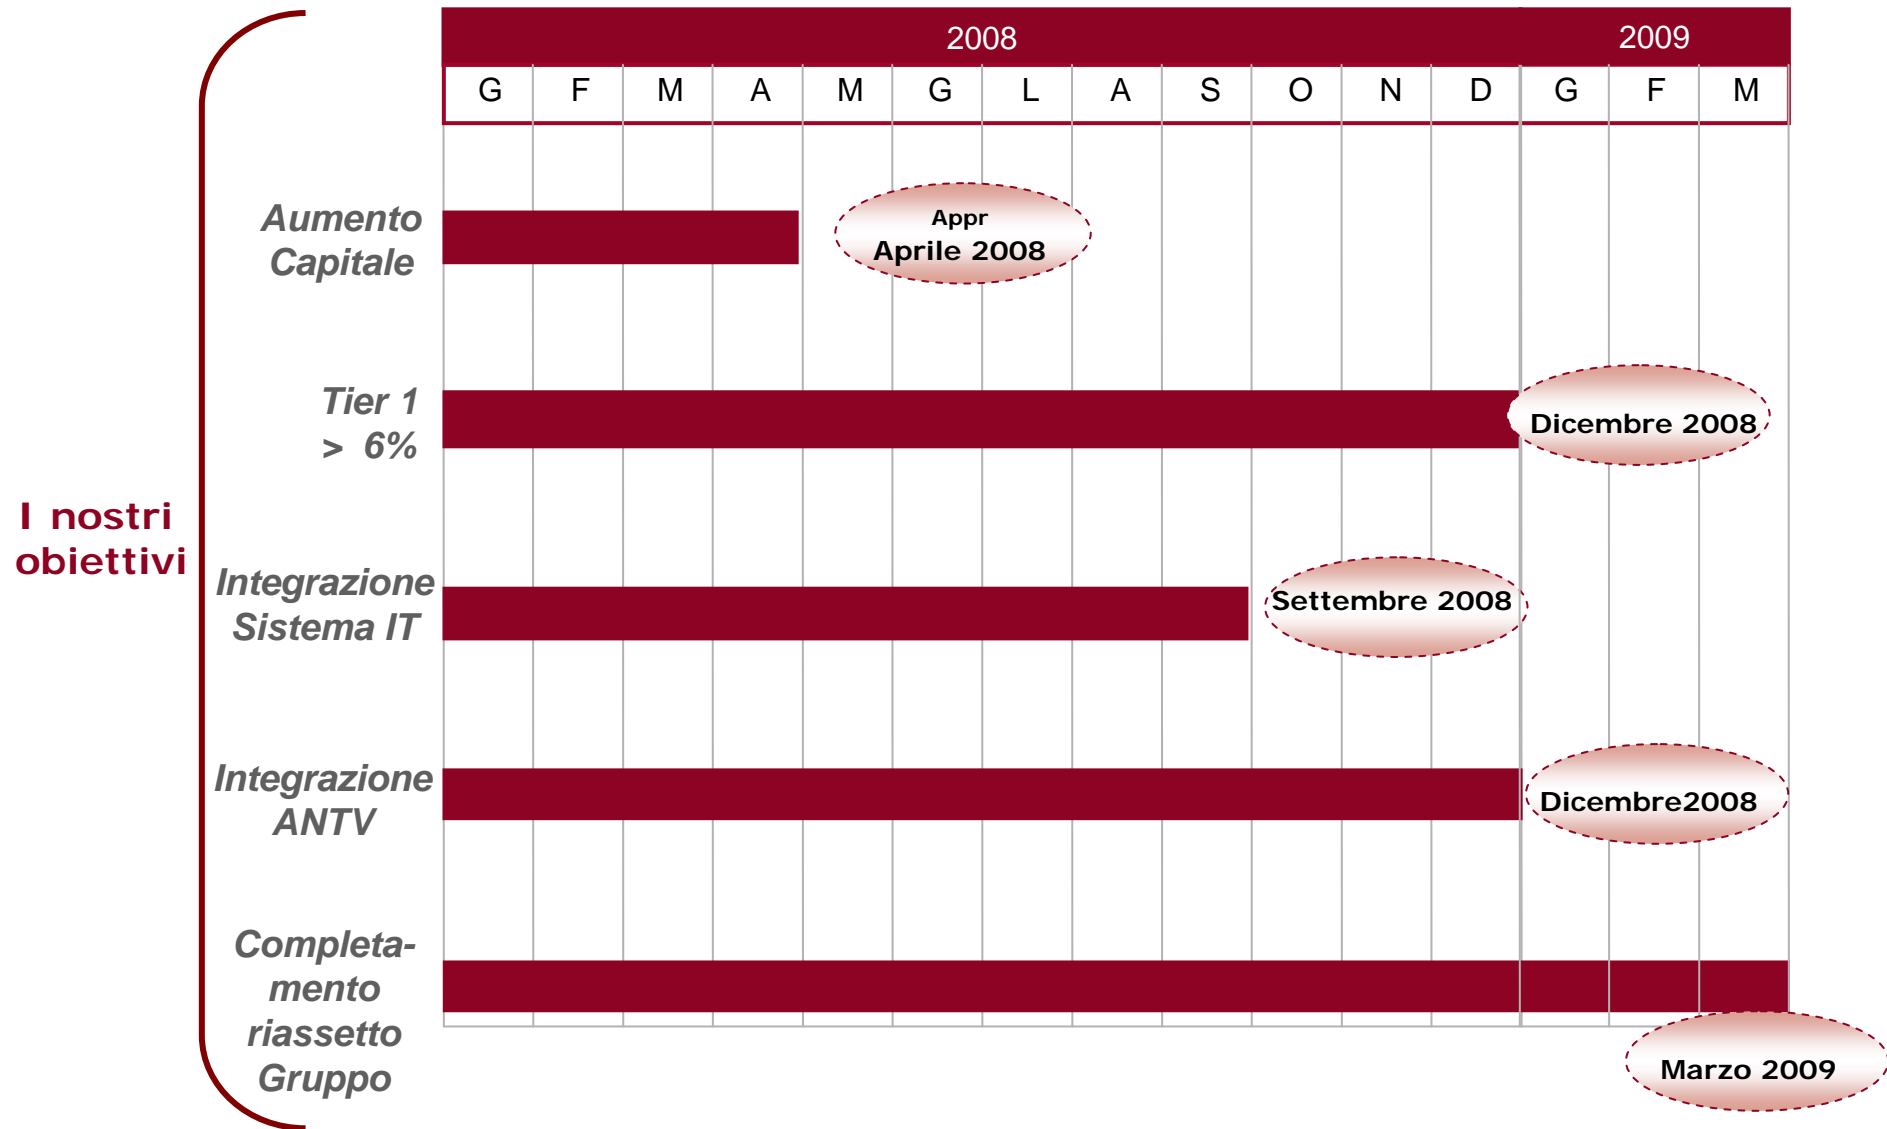 2008 2009
G F M A M G L A S O N D G F M
Aumento
Capitale
Appr
Aprile 2008
Tier 1
> 6%
Dicembre 2008
I nostri
obiettivi
Integrazione
Sistema IT
Settembre 2008
Integrazione
ANTV
Dicembre2008
Completa-
mento
riassetto
Gruppo
Marzo 2009